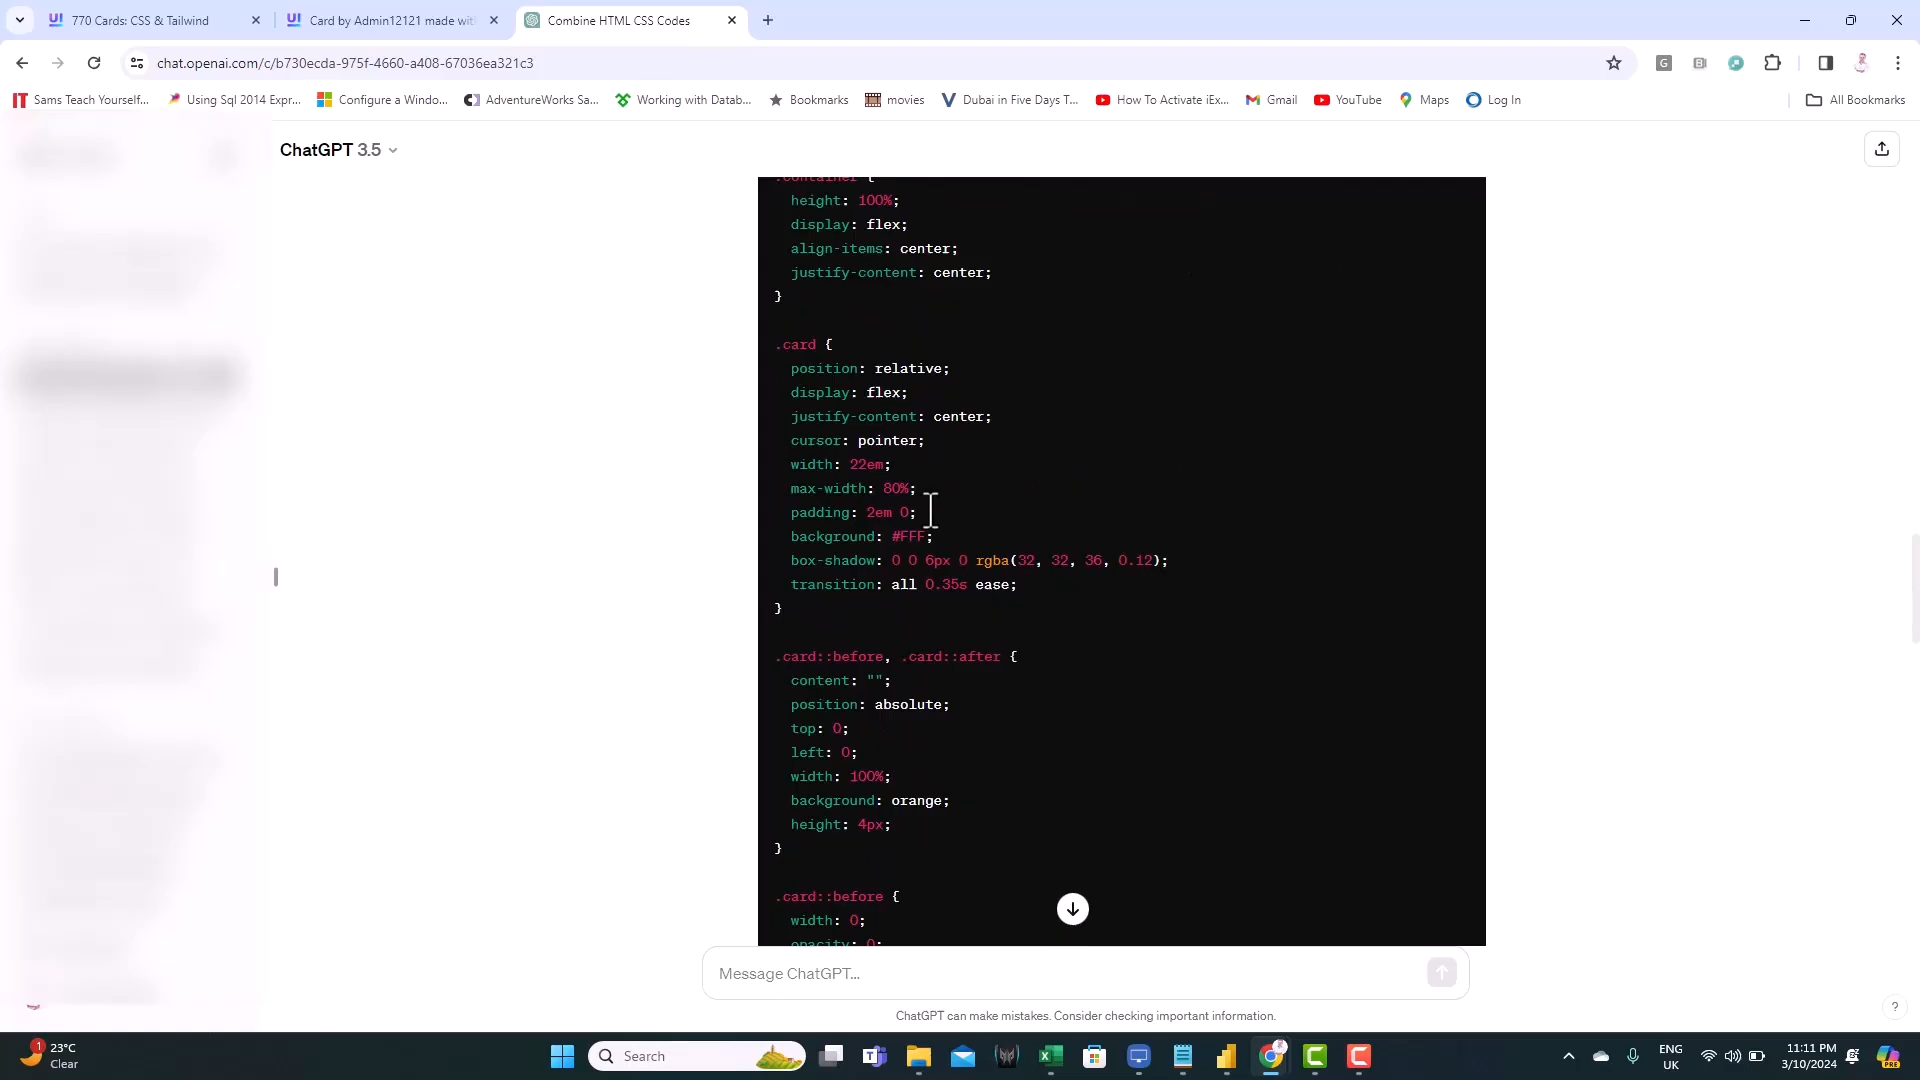 770 Cards: CSS & Tailwind
Card by Admin12121 made wit
Combine HTML CSS Codes
chat.openai.com/c/b730ecda-975f-4660-a408-67036ea321c3
Sams Teach Yourself...
Using Sql 2014 Expr...
Configure a Windo...
AdventureWorks Sa...
Working with Datab...
Bookmarks
movies
Dubai in Five Days T...
How To Activate iEx...
Gmail
YouTube
Maps
Log In
All Bookmarks
ChatGPT 3.5
.container {
height: 100%;
display: flex;
align-items: center;
justify-content: center;
}
.card {
position: relative;
display: flex;
justify-content: center;
cursor: pointer;
width: 22em;
max-width: 80%;
padding: 2em 0;
background: #FFF;
box-shadow: 0 0 6px 0 rgba(32, 32, 36, 0.12);
transition: all 0.35s ease;
}
.card::before, .card::after {
content: "";
position: absolute;
top: 0;
left: 0;
width: 100%;
background: orange;
height: 4px;
}
.card::before {
width: 0;
opacity: 0;
Message ChatGPT...
ChatGPT can make mistakes. Consider checking important information.
?
1
23°C
Clear
Search
ENG
UK
11:11 PM
3/10/2024